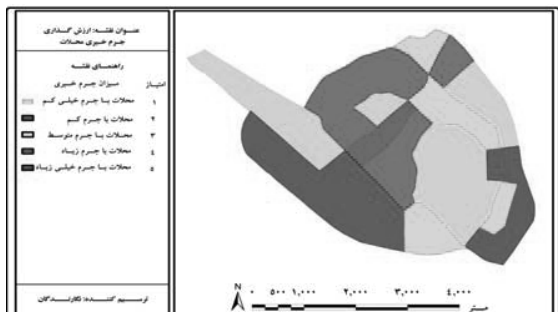 عنوان نقشه: ارزش گذاری
جرم خیزی محلات
راهنمای نقشه
امتیاز میزان جرم خیزی
۱ محلات با جرم خیلی کم
۲ محلات با جرم کم
۳ محلات با جرم متوسط
۴ محلات با جرم زیاد
۵ محلات با جرم خیلی زیاد
ترسیم کننده: نگارندگان
N ۰ ۵۰۰ ۱,۰۰۰ ۲,۰۰۰ ۳,۰۰۰ ۴,۰۰۰
متر